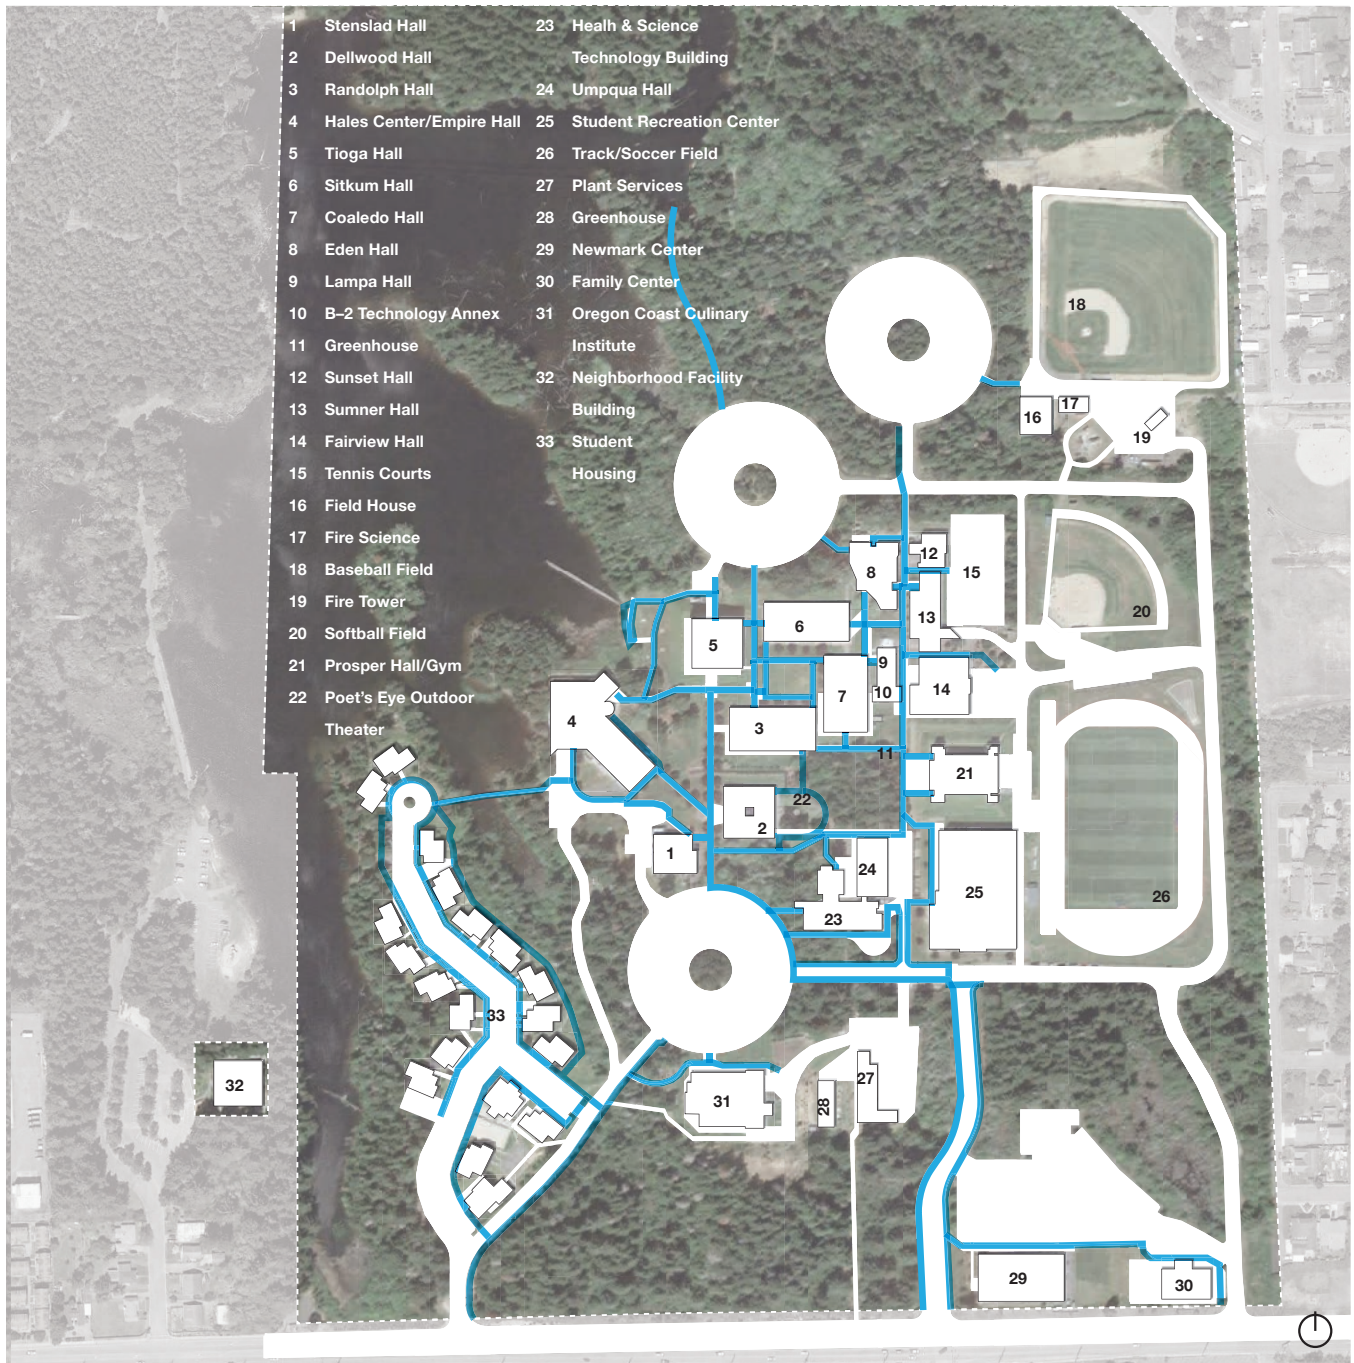 1 Stenslad Hall
2 Dellwood Hall
3 Randolph Hall
4 Hales Center/Empire Hall
5 Tioga Hall
6 Sitkum Hall
7 Coaledo Hall
8 Eden Hall
9 Lampa Hall
10 B–2 Technology Annex
11 Greenhouse
12 Sunset Hall
13 Sumner Hall
14 Fairview Hall
15 Tennis Courts
16 Field House
17 Fire Science
18 Baseball Field
19 Fire Tower
20 Softball Field
21 Prosper Hall/Gym
22 Poet's Eye Outdoor
Theater
23 Healh & Science
Technology Building
24 Umpqua Hall
25 Student Recreation Center
26 Track/Soccer Field
27 Plant Services
28 Greenhouse
29 Newmark Center
30 Family Center
31 Oregon Coast Culinary
Institute
32 Neighborhood Facility
Building
33 Student
Housing
18
17
16
19
12
8
15
20
13
6
5
9
14
10
7
4
3
11
21
22
2
1
24
25
26
23
33
27
32
31
28
29
30